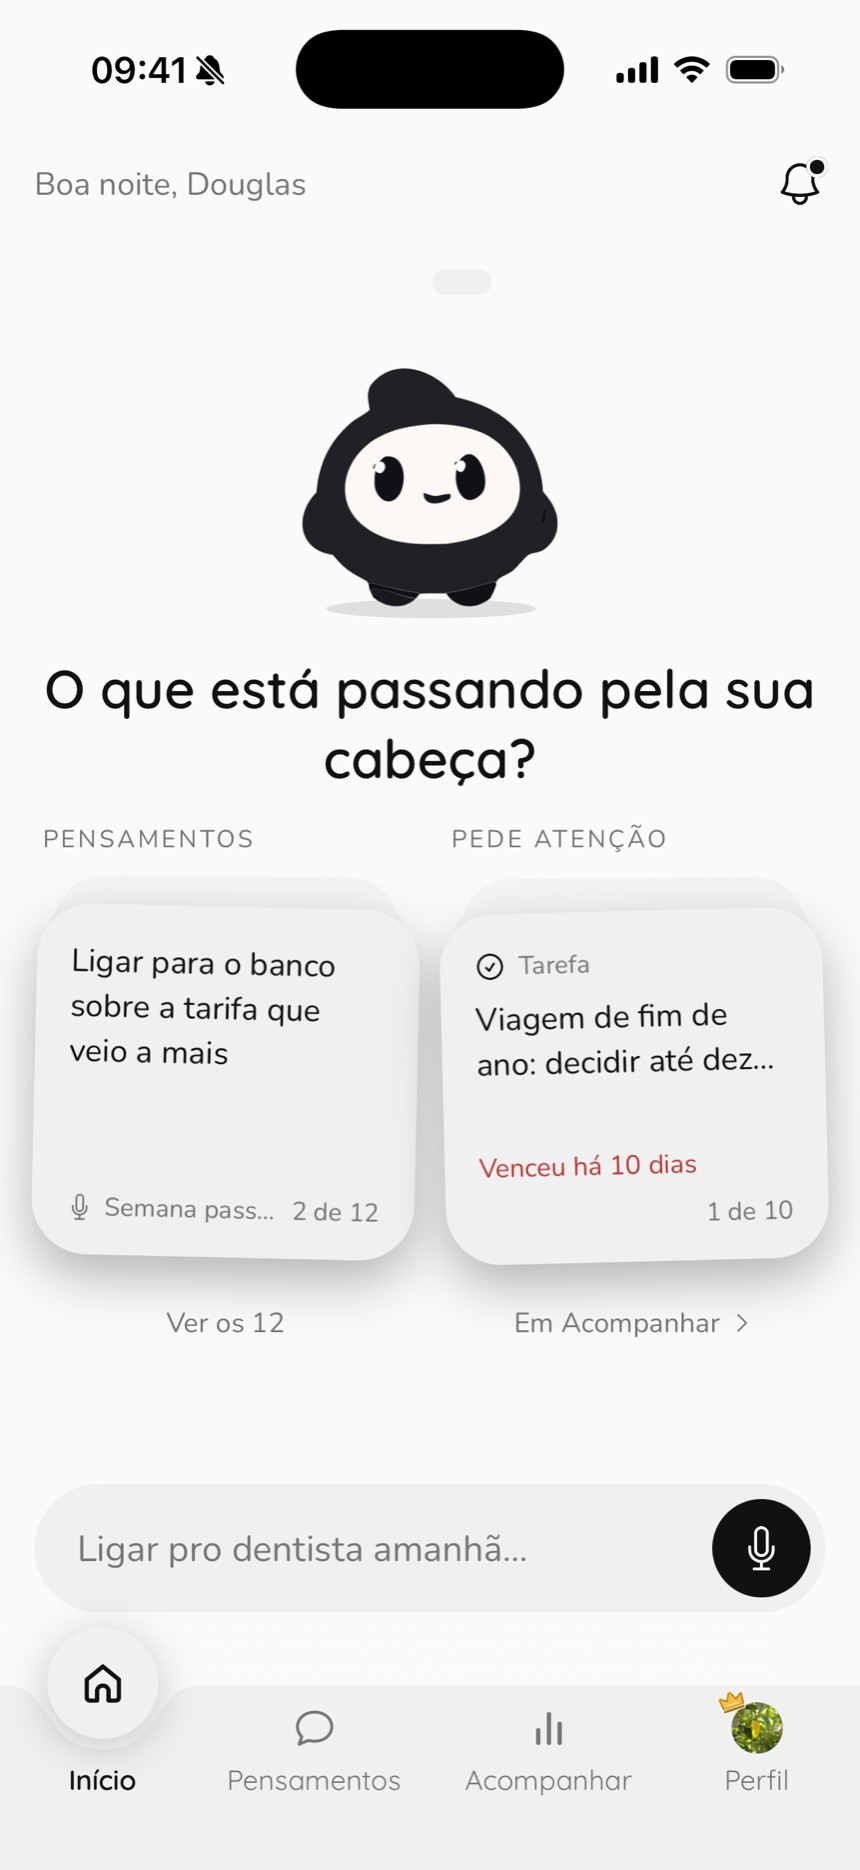 09:41
Boa noite, Douglas
O que está passando pela sua
cabeça?
PENSAMENTOS
Ligar para o banco
sobre a tarifa que
veio a mais
Semana pass... 2 de 12
Ver os 12
PEDE ATENÇÃO
Tarefa
Viagem de fim de
ano: decidir até dez...
Venceu há 10 dias
1 de 10
Em Acompanhar
Ligar pro dentista amanhã...
Início
Pensamentos
Acompanhar
Perfil